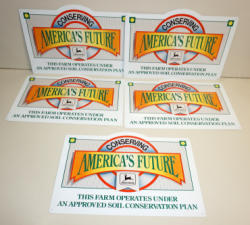 CONSERVING
AMERICA'S FUTURE
THIS FARM OPERATES UNDER
AN APPROVED SOIL CONSERVATION PLAN
CONSERVING
AMERICA'S FUTURE
THIS FARM OPERATES UNDER
AN APPROVED SOIL CONSERVATION PLAN
CONSERVING
AMERICA'S FUTURE
THIS FARM OPERATES UNDER
AN APPROVED SOIL CONSERVATION PLAN
CONSERVING
AMERICA'S FUTURE
THIS FARM OPERATES UNDER
AN APPROVED SOIL CONSERVATION PLAN
CONSERVING
AMERICA'S FUTURE
THIS FARM OPERATES UNDER
AN APPROVED SOIL CONSERVATION PLAN